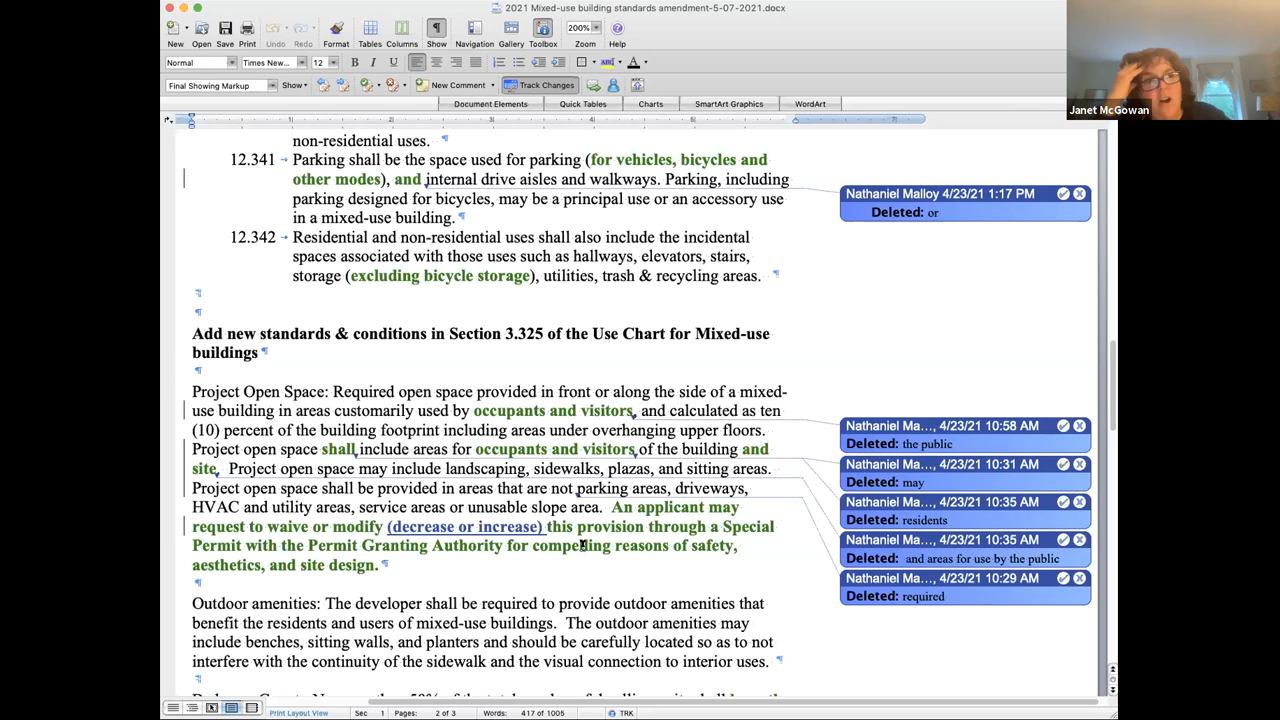 2021 Mixed-use building standards amendment-5-07-2021.docx
New Open Save Print Undo Redo Format Tables Columns Show Navigation Gallery Toolbox Zoom Help
200%
Normal Times New... 12 B I U
Final Showing Markup Show New Comment Track Changes
Document Elements Quick Tables Charts SmartArt Graphics WordArt
Janet McGowan
non-residential uses. ¶
12.341 → Parking shall be the space used for parking (for vehicles, bicycles and
other modes), and internal drive aisles and walkways. Parking, including
parking designed for bicycles, may be a principal use or an accessory use
in a mixed-use building. ¶
12.342 → Residential and non-residential uses shall also include the incidental
spaces associated with those uses such as hallways, elevators, stairs,
storage (excluding bicycle storage), utilities, trash & recycling areas. ¶
¶
¶
Add new standards & conditions in Section 3.325 of the Use Chart for Mixed-use
buildings ¶
¶
Project Open Space: Required open space provided in front or along the side of a mixed-
use building in areas customarily used by occupants and visitors, and calculated as ten
(10) percent of the building footprint including areas under overhanging upper floors.
Project open space shall include areas for occupants and visitors of the building and
site. Project open space may include landscaping, sidewalks, plazas, and sitting areas.
Project open space shall be provided in areas that are not parking areas, driveways,
HVAC and utility areas, service areas or unusable slope area. An applicant may
request to waive or modify (decrease or increase) this provision through a Special
Permit with the Permit Granting Authority for compelling reasons of safety,
aesthetics, and site design. ¶
¶
Outdoor amenities: The developer shall be required to provide outdoor amenities that
benefit the residents and users of mixed-use buildings. The outdoor amenities may
include benches, sitting walls, and planters and should be carefully located so as to not
interfere with the continuity of the sidewalk and the visual connection to interior uses. ¶
¶
Nathaniel Malloy 4/23/21 1:17 PM
Deleted: or
Nathaniel Ma..., 4/23/21 10:58 AM
Deleted: the public
Nathaniel Ma..., 4/23/21 10:31 AM
Deleted: may
Nathaniel Ma..., 4/23/21 10:35 AM
Deleted: residents
Nathaniel Ma..., 4/23/21 10:35 AM
Deleted: and areas for use by the public
Nathaniel Ma..., 4/23/21 10:29 AM
Deleted: required
Print Layout View Sec 1 Pages: 2 of 3 Words: 417 of 1005 TRK